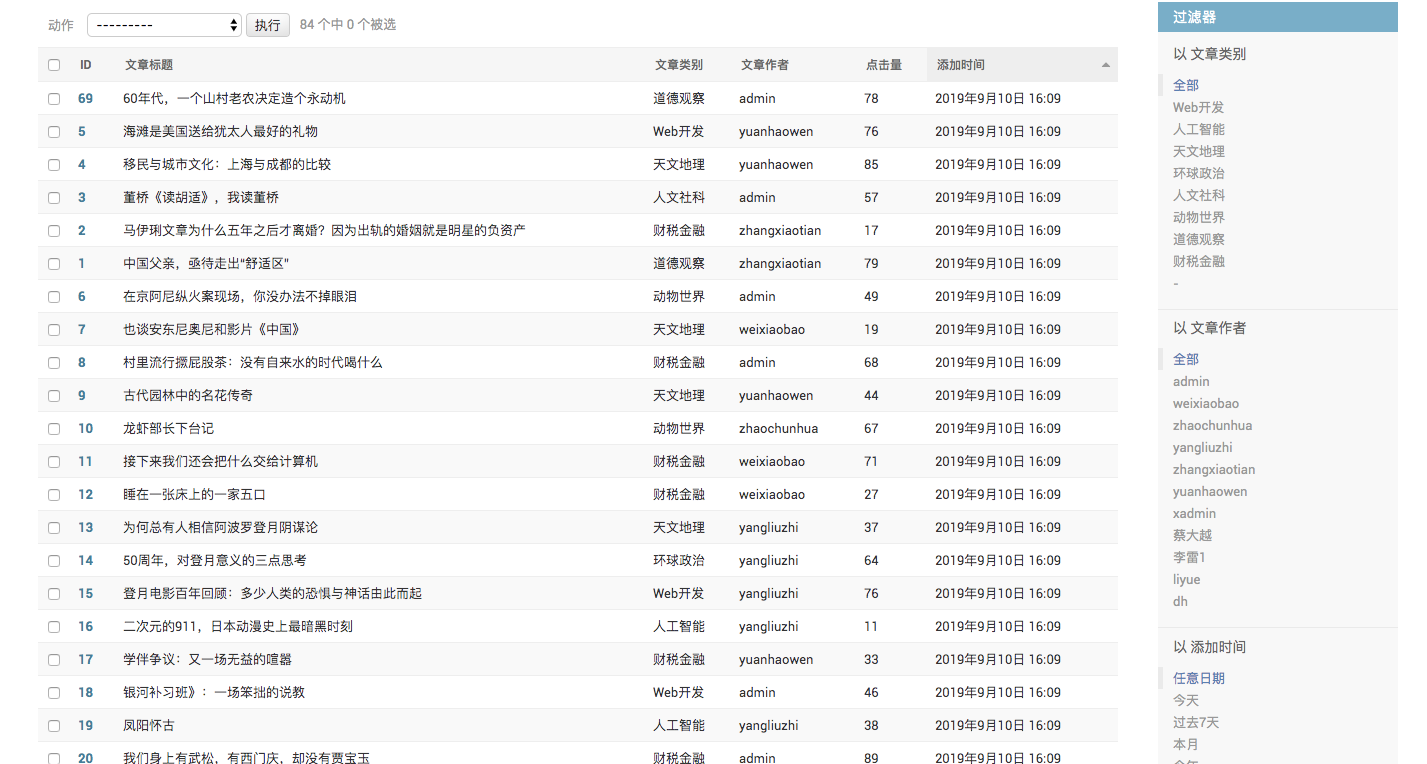 动作 --------- 执行 84 个中 0 个被选
ID 文章标题 文章类别 文章作者 点击量 添加时间
69 60年代，一个山村老农决定造个永动机 道德观察 admin 78 2019年9月10日 16:09
5 海滩是美国送给犹太人最好的礼物 Web开发 yuanhaowen 76 2019年9月10日 16:09
4 移民与城市文化：上海与成都的比较 天文地理 yuanhaowen 85 2019年9月10日 16:09
3 董桥《读胡适》，我读董桥 人文社科 admin 57 2019年9月10日 16:09
2 马伊琍文章为什么五年之后才离婚？因为出轨的婚姻就是明星的负资产 财税金融 zhangxiaotian 17 2019年9月10日 16:09
1 中国父亲，亟待走出“舒适区” 道德观察 zhangxiaotian 79 2019年9月10日 16:09
6 在京阿尼纵火案现场，你没办法不掉眼泪 动物世界 admin 49 2019年9月10日 16:09
7 也谈安东尼奥尼和影片《中国》 天文地理 weixiaobao 19 2019年9月10日 16:09
8 村里流行撅屁股茶：没有自来水的时代喝什么 财税金融 admin 68 2019年9月10日 16:09
9 古代园林中的名花传奇 天文地理 yuanhaowen 44 2019年9月10日 16:09
10 龙虾部长下台记 动物世界 zhaochunhua 67 2019年9月10日 16:09
11 接下来我们还会把什么交给计算机 财税金融 weixiaobao 71 2019年9月10日 16:09
12 睡在一张床上的一家五口 财税金融 weixiaobao 27 2019年9月10日 16:09
13 为何总有人相信阿波罗登月阴谋论 天文地理 yangliuzhi 37 2019年9月10日 16:09
14 50周年，对登月意义的三点思考 环球政治 yangliuzhi 64 2019年9月10日 16:09
15 登月电影百年回顾：多少人类的恐惧与神话由此而起 Web开发 yangliuzhi 76 2019年9月10日 16:09
16 二次元的911，日本动漫史上最暗黑时刻 人工智能 yangliuzhi 11 2019年9月10日 16:09
17 学伴争议：又一场无益的喧嚣 财税金融 yuanhaowen 33 2019年9月10日 16:09
18 银河补习班》：一场笨拙的说教 Web开发 admin 46 2019年9月10日 16:09
19 凤阳怀古 人工智能 yangliuzhi 38 2019年9月10日 16:09
20 我们身上有武松，有西门庆，却没有贾宝玉 财税金融 admin 89 2019年9月10日 16:09
过滤器
以 文章类别
全部
Web开发
人工智能
天文地理
环球政治
人文社科
动物世界
道德观察
财税金融
-
以 文章作者
全部
admin
weixiaobao
zhaochunhua
yangliuzhi
zhangxiaotian
yuanhaowen
xadmin
蔡大越
李雷1
liyue
dh
以 添加时间
任意日期
今天
过去7天
本月